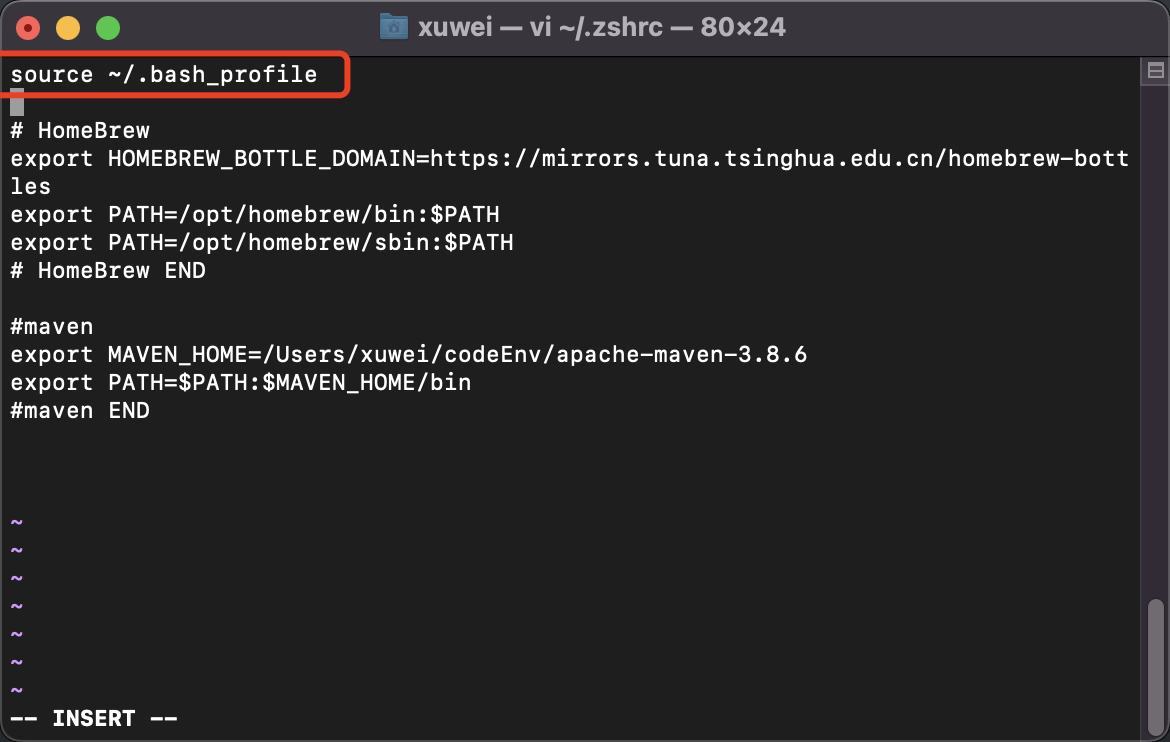 xuwei — vi ~/.zshrc — 80×24
source ~/.bash_profile
# HomeBrew
export HOMEBREW_BOTTLE_DOMAIN=https://mirrors.tuna.tsinghua.edu.cn/homebrew-bott
les
export PATH=/opt/homebrew/bin:$PATH
export PATH=/opt/homebrew/sbin:$PATH
# HomeBrew END
#maven
export MAVEN_HOME=/Users/xuwei/codeEnv/apache-maven-3.8.6
export PATH=$PATH:$MAVEN_HOME/bin
#maven END
~
~
~
~
~
~
~
-- INSERT --